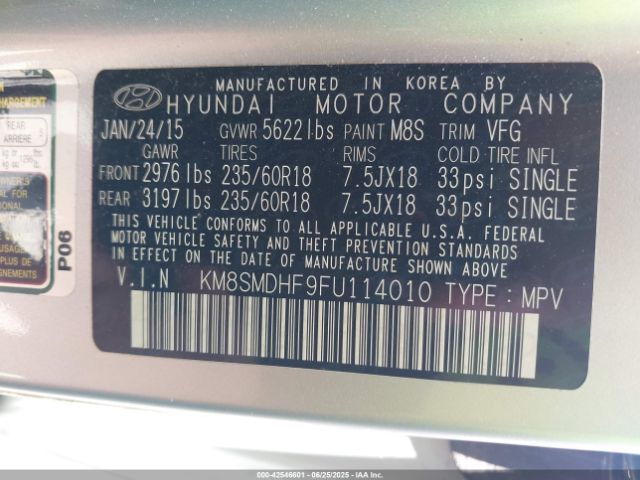 MANUFACTURED IN KOREA BY
HYUNDAI MOTOR COMPANY
JAN/24/15 GVWR 5622lbs PAINT M8S TRIM VFG
GAWR TIRES RIMS COLD TIRE INFL
FRONT 2976lbs 235/60R18 7.5JX18 33psi SINGLE
REAR 3197lbs 235/60R18 7.5JX18 33psi SINGLE
THIS VEHICLE CONFORMS TO ALL APPLICABLE U.S.A. FEDERAL
MOTOR VEHICLE SAFETY AND THEFT PREVENTION STANDARDS
IN EFFECT ON THE DATE OF MANUFACTURE SHOWN ABOVE.
V.I.N KM8SMDHF9FU114010 TYPE : MPV
REAR
ARRIÈRE
P06
000-42546601 - 06/25/2025 - IAA Inc.